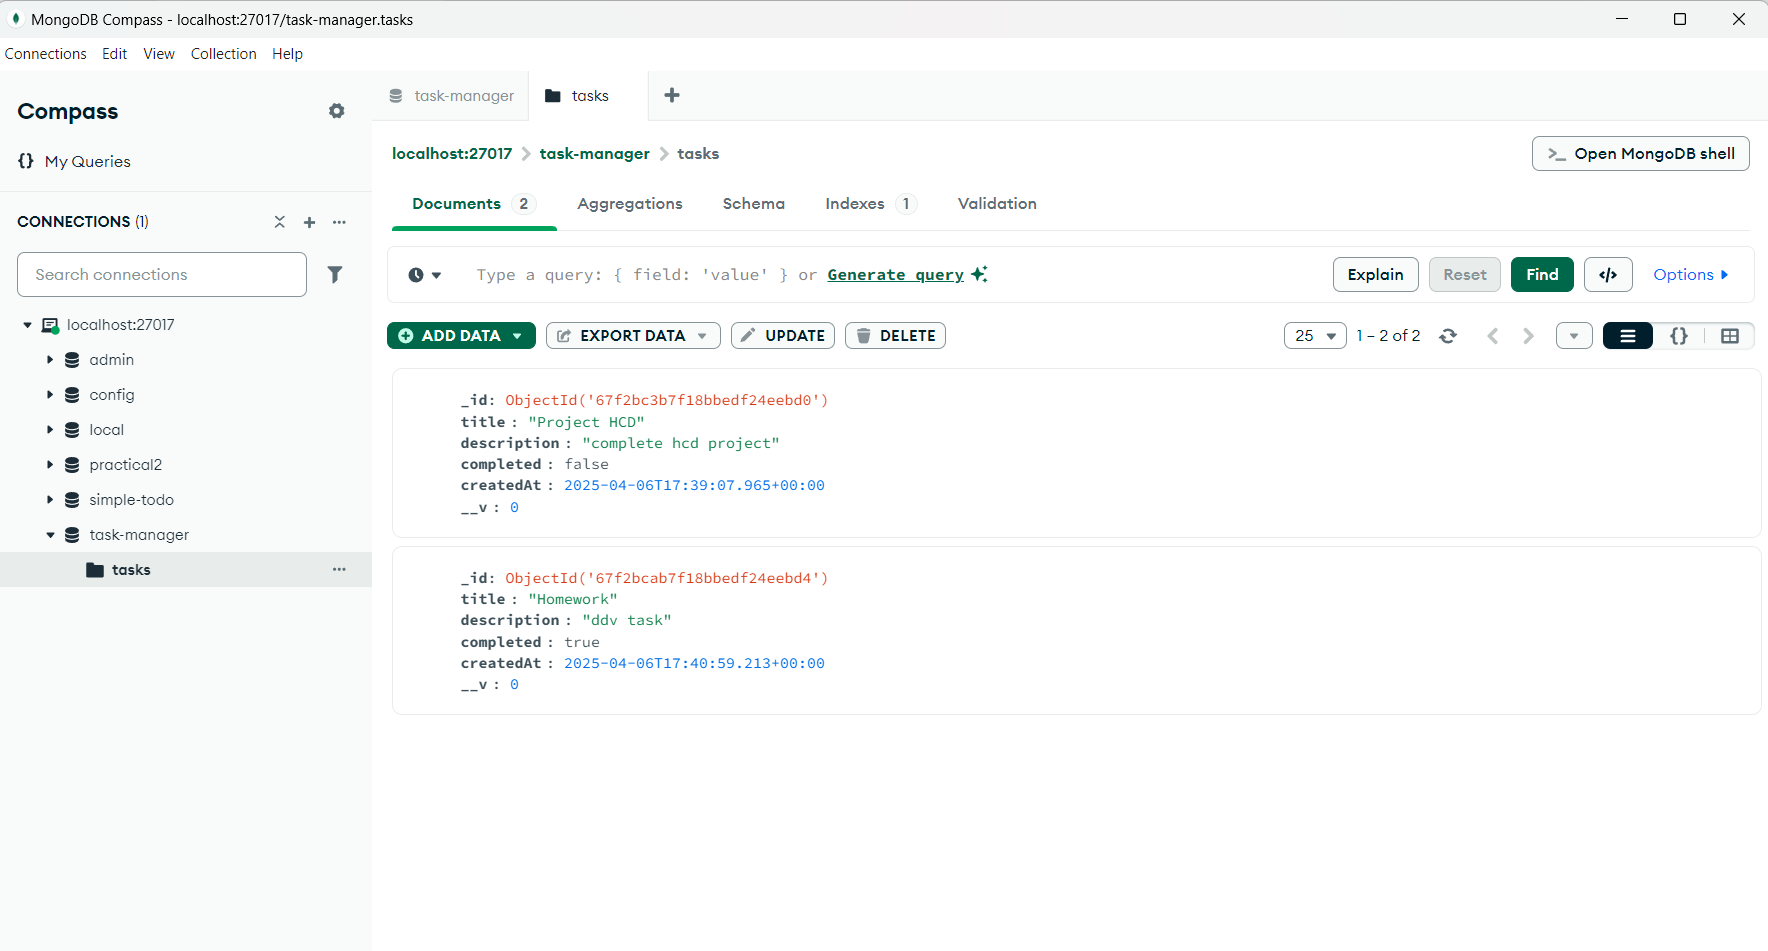 MongoDB Compass - localhost:27017/task-manager.tasks
Connections Edit View Collection Help
Compass
{} My Queries
CONNECTIONS (1)
Search connections
localhost:27017
admin
config
local
practical2
simple-todo
task-manager
tasks
task-manager
tasks
localhost:27017 > task-manager > tasks
>_ Open MongoDB shell
Documents 2 Aggregations Schema Indexes 1 Validation
Type a query: { field: 'value' } or Generate query
Explain Reset Find </> Options
ADD DATA EXPORT DATA UPDATE DELETE
25 1 – 2 of 2 {}
_id: ObjectId('67f2bc3b7f18bbedf24eebd0')
title : "Project HCD"
description : "complete hcd project"
completed : false
createdAt : 2025-04-06T17:39:07.965+00:00
__v : 0
_id: ObjectId('67f2bcab7f18bbedf24eebd4')
title : "Homework"
description : "ddv task"
completed : true
createdAt : 2025-04-06T17:40:59.213+00:00
__v : 0